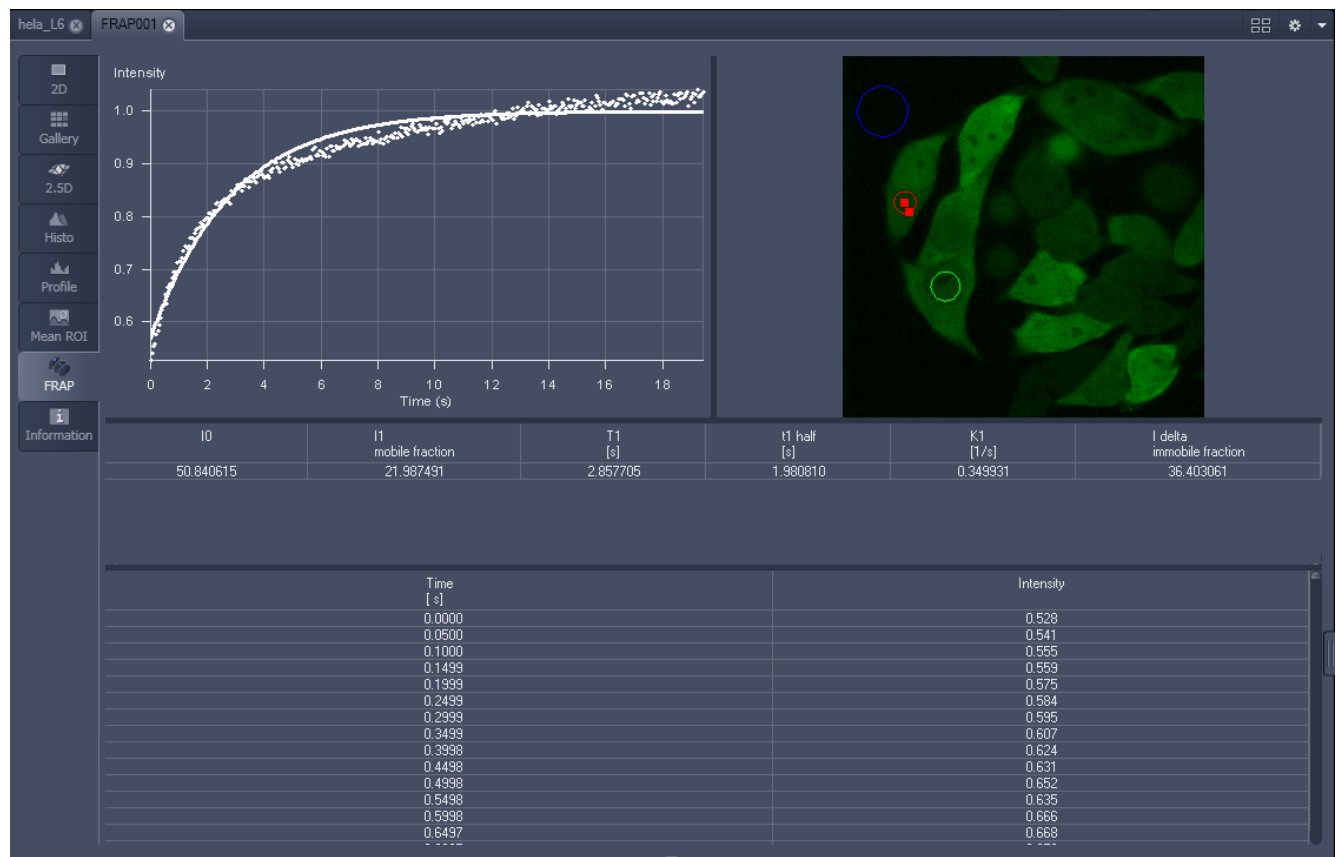 hela_L6
FRAP001
2D
Gallery
2.5D
Histo
Profile
Mean ROI
FRAP
Information
Intensity
1.0
0.9
0.8
0.7
0.6
0 2 4 6 8 10 12 14 16 18
Time (s)
I0 I1 T1 t1 half K1 I delta
mobile fraction [s] [s] [1/s] immobile fraction
50.840615 21.987491 2.857705 1.980810 0.349931 36.403061
Time Intensity
[ s]
0.0000 0.528
0.0500 0.541
0.1000 0.555
0.1499 0.559
0.1999 0.575
0.2499 0.584
0.2999 0.595
0.3499 0.607
0.3998 0.624
0.4498 0.631
0.4998 0.652
0.5498 0.635
0.5998 0.666
0.6497 0.668